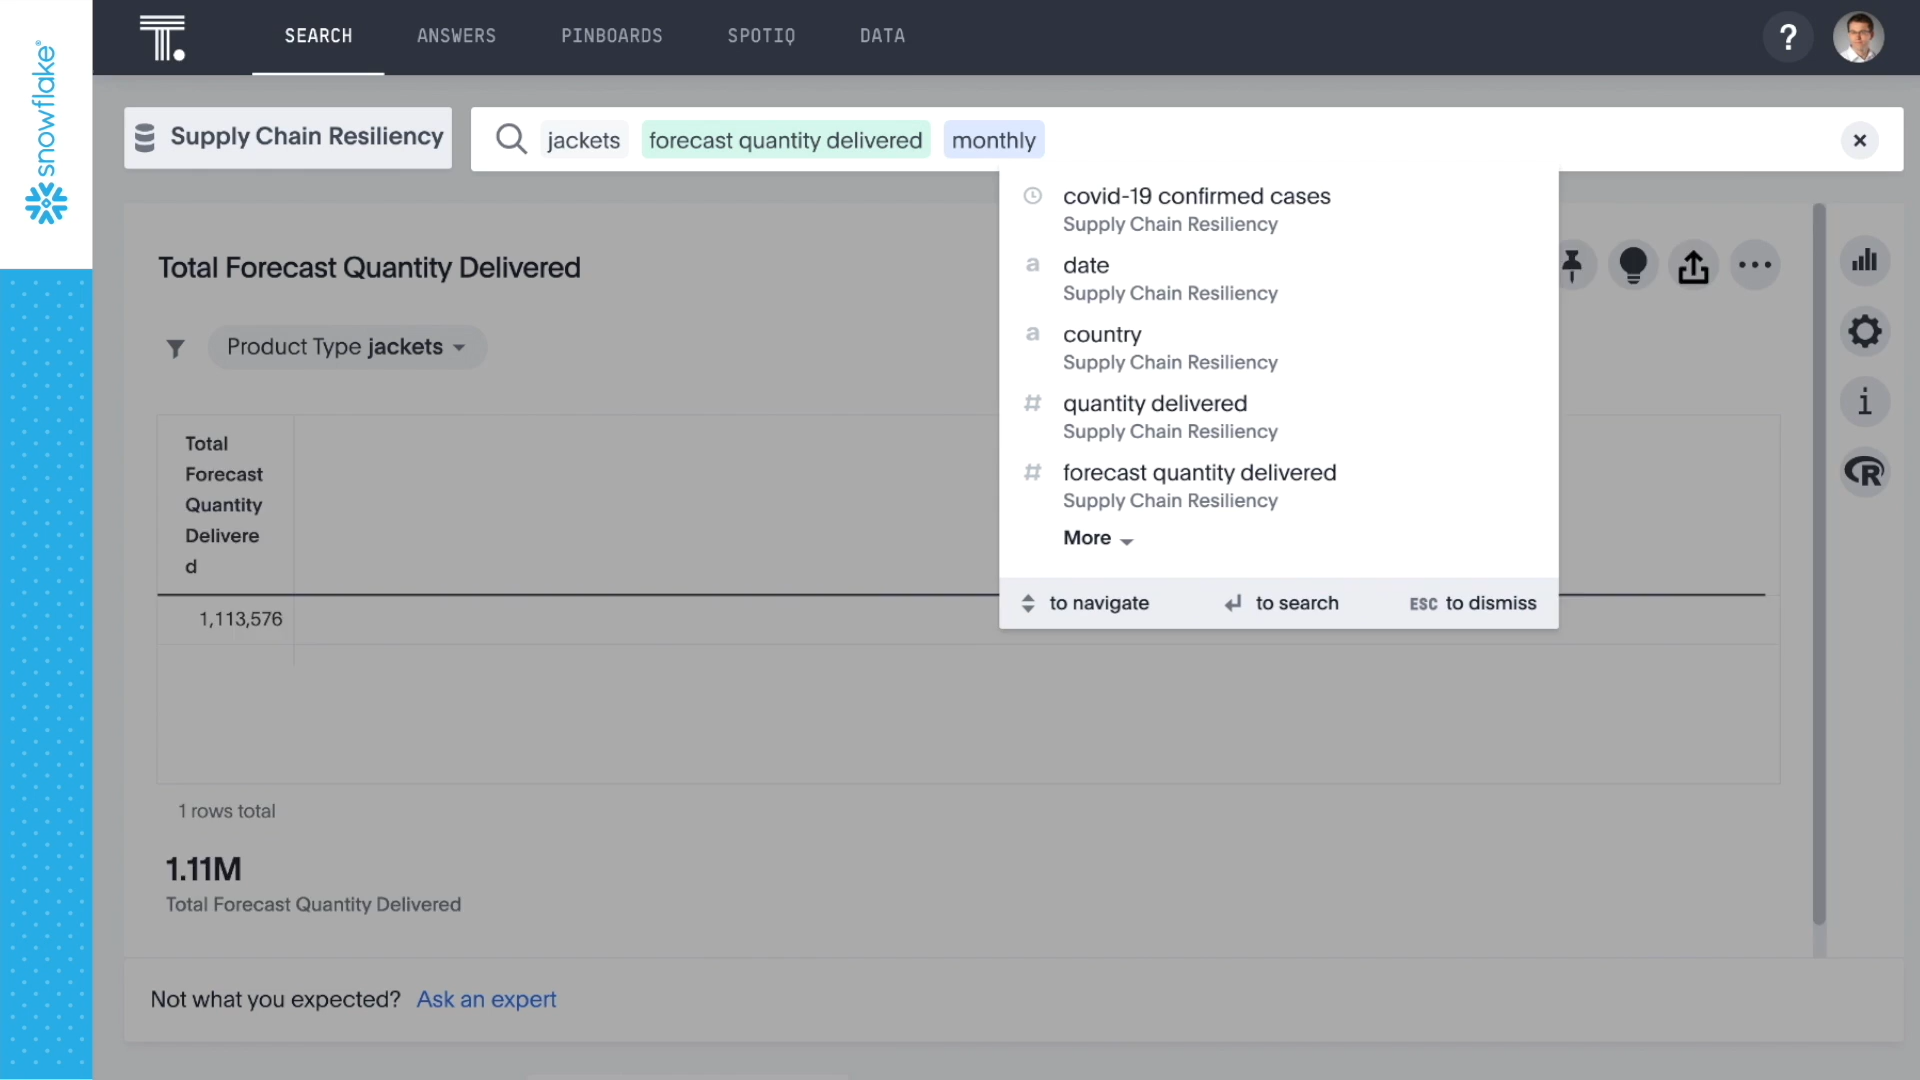 snowflake®
T.
SEARCH
ANSWERS
PINBOARDS
SPOTIQ
DATA
?
Supply Chain Resiliency
jackets forecast quantity delivered monthly
covid-19 confirmed cases
Supply Chain Resiliency
a date
Supply Chain Resiliency
a country
Supply Chain Resiliency
# quantity delivered
Supply Chain Resiliency
# forecast quantity delivered
Supply Chain Resiliency
More
to navigate
to search
ESC to dismiss
Total Forecast Quantity Delivered
Product Type jackets
Total
Forecast
Quantity
Delivere
d
1,113,576
1 rows total
1.11M
Total Forecast Quantity Delivered
Not what you expected? Ask an expert
i
R